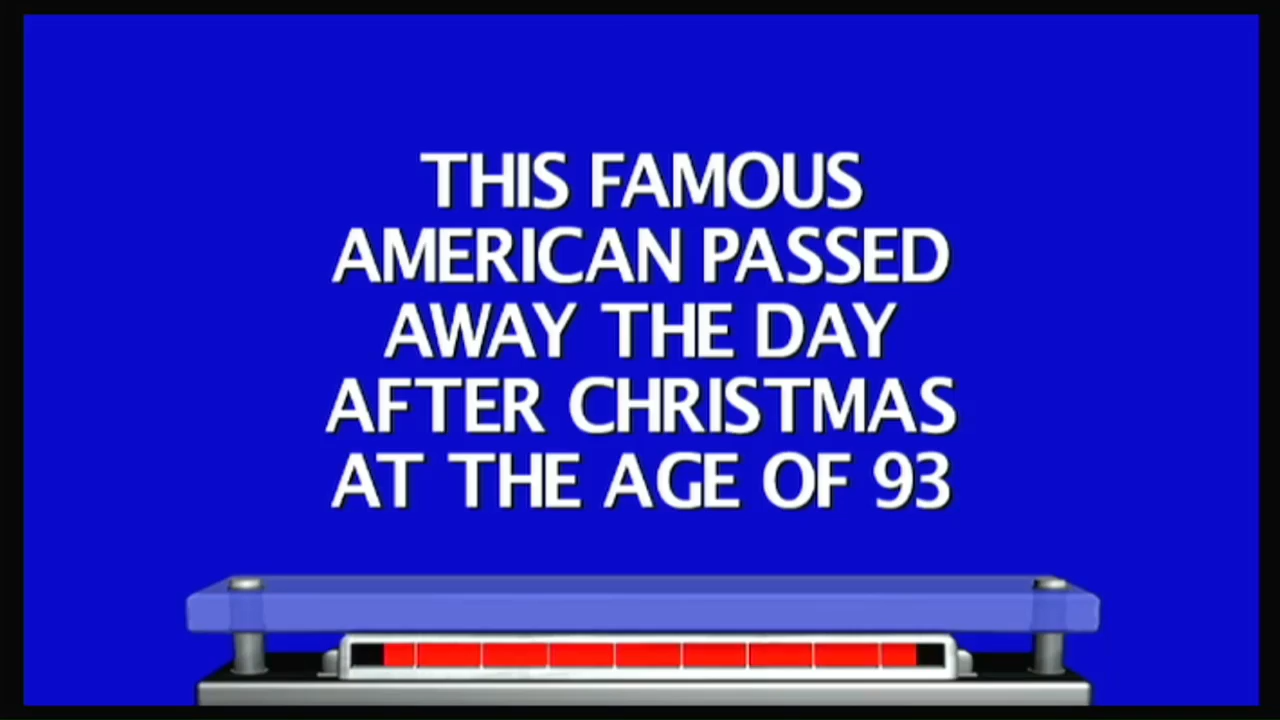 THIS FAMOUS
AMERICAN PASSED
AWAY THE DAY
AFTER CHRISTMAS
AT THE AGE OF 93